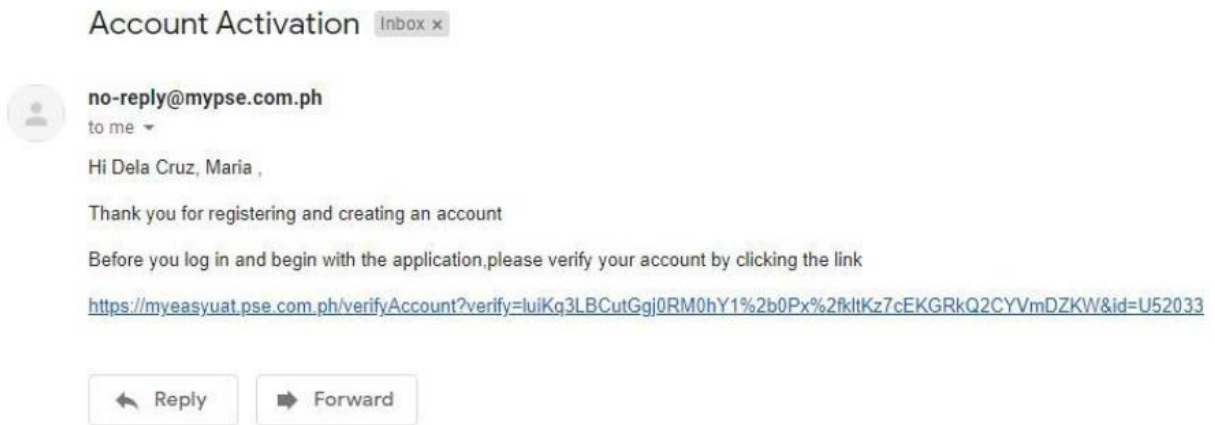 Account Activation Inbox x
no-reply@mypse.com.ph
to me
Hi Dela Cruz, Maria ,
Thank you for registering and creating an account
Before you log in and begin with the application,please verify your account by clicking the link
https://myeasyuat.pse.com.ph/verifyAccount?verify=luiKq3LBCutGgj0RM0hY1%2b0Px%2fkltKz7cEKGRkQ2CYVmDZKW&id=U52033
Reply Forward